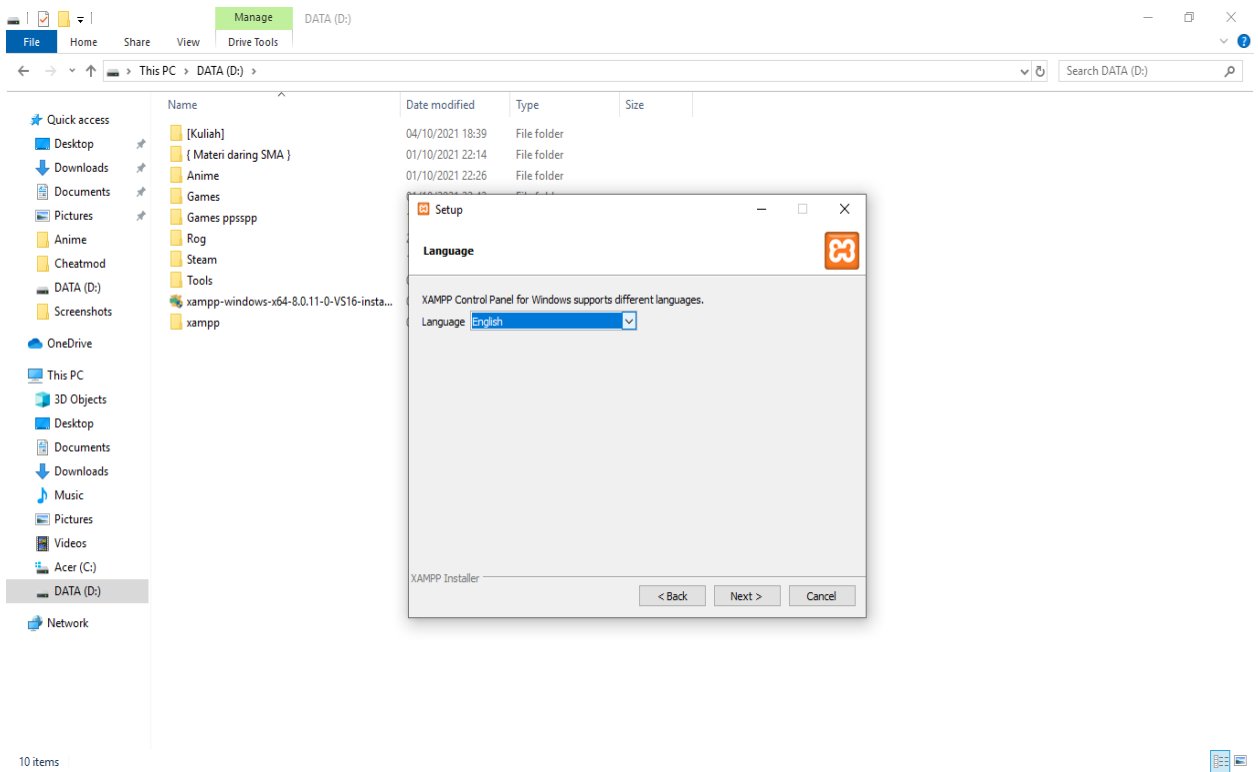 Manage DATA (D:)
File Home Share View Drive Tools
This PC > DATA (D:) >
Search DATA (D:)
Name Date modified Type Size
Quick access
Desktop
Downloads
Documents
Pictures
Anime
Cheatmod
DATA (D:)
Screenshots
OneDrive
This PC
3D Objects
Desktop
Documents
Downloads
Music
Pictures
Videos
Acer (C:)
DATA (D:)
Network
[Kuliah] 04/10/2021 18:39 File folder
{ Materi daring SMA } 01/10/2021 22:14 File folder
Anime 01/10/2021 22:26 File folder
Games
Games ppsspp
Rog
Steam
Tools
xampp-windows-x64-8.0.11-0-VS16-insta...
xampp
Setup
Language
XAMPP Control Panel for Windows supports different languages.
Language English
XAMPP Installer
< Back Next > Cancel
10 items